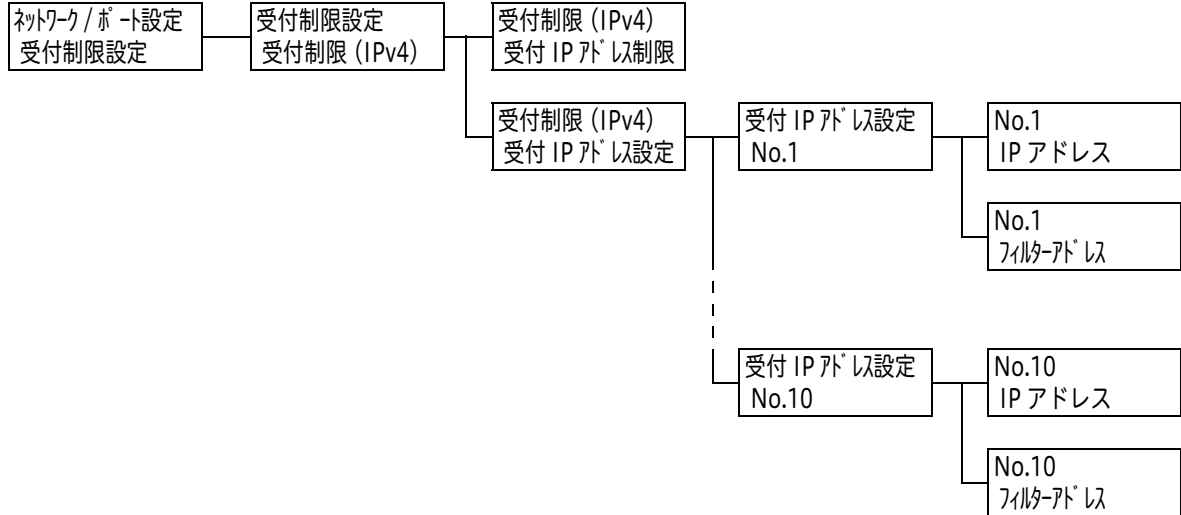 ﾈｯﾄﾜｰｸ / ﾎﾟｰﾄ設定
受付制限設定
受付制限設定
受付制限 (IPv4)
受付制限 (IPv4)
受付 IP ｱﾄﾞﾚｽ制限
受付制限 (IPv4)
受付 IP ｱﾄﾞﾚｽ設定
受付 IP ｱﾄﾞﾚｽ設定
No.1
No.1
IP アドレス
No.1
ﾌｨﾙﾀｰｱﾄﾞﾚｽ
受付 IP ｱﾄﾞﾚｽ設定
No.10
No.10
IP アドレス
No.10
ﾌｨﾙﾀｰｱﾄﾞﾚｽ